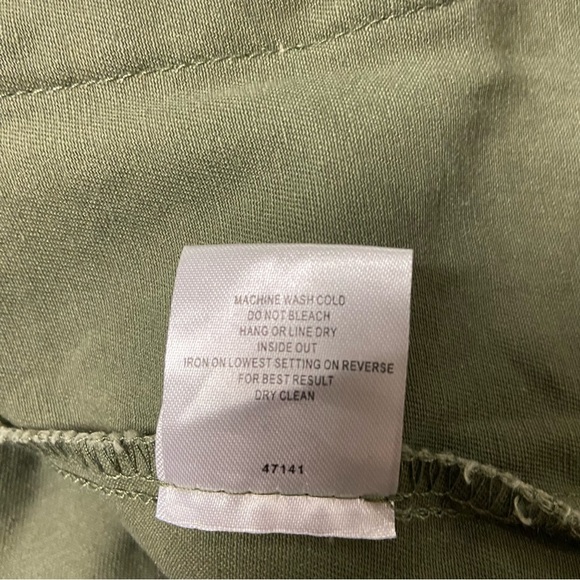 MACHINE WASH COLD
DO NOT BLEACH
HANG OR LINE DRY
INSIDE OUT
IRON ON LOWEST SETTING ON REVERSE
FOR BEST RESULT
DRY CLEAN
47141